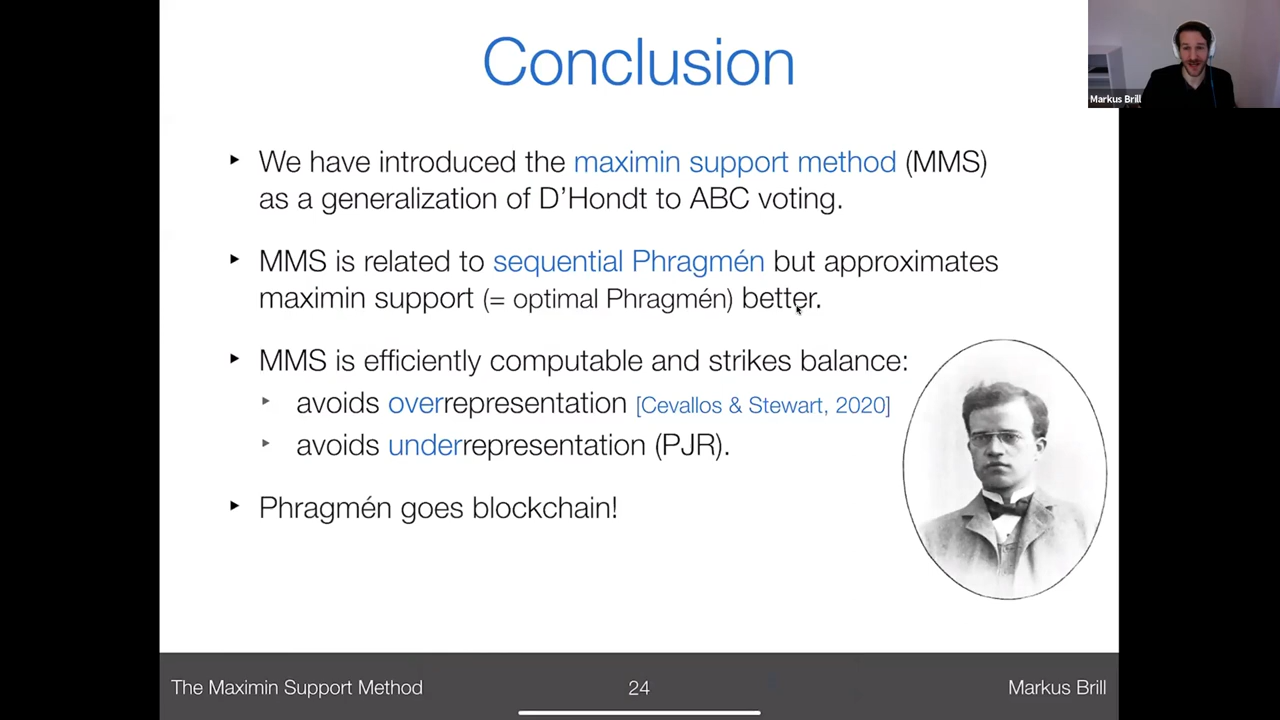 Conclusion
Markus Brill
▸ We have introduced the maximin support method (MMS)
as a generalization of D’Hondt to ABC voting.
▸ MMS is related to sequential Phragmén but approximates
maximin support (= optimal Phragmén) better.
▸ MMS is efficiently computable and strikes balance:
▸ avoids overrepresentation [Cevallos & Stewart, 2020]
▸ avoids underrepresentation (PJR).
▸ Phragmén goes blockchain!
The Maximin Support Method
24
Markus Brill